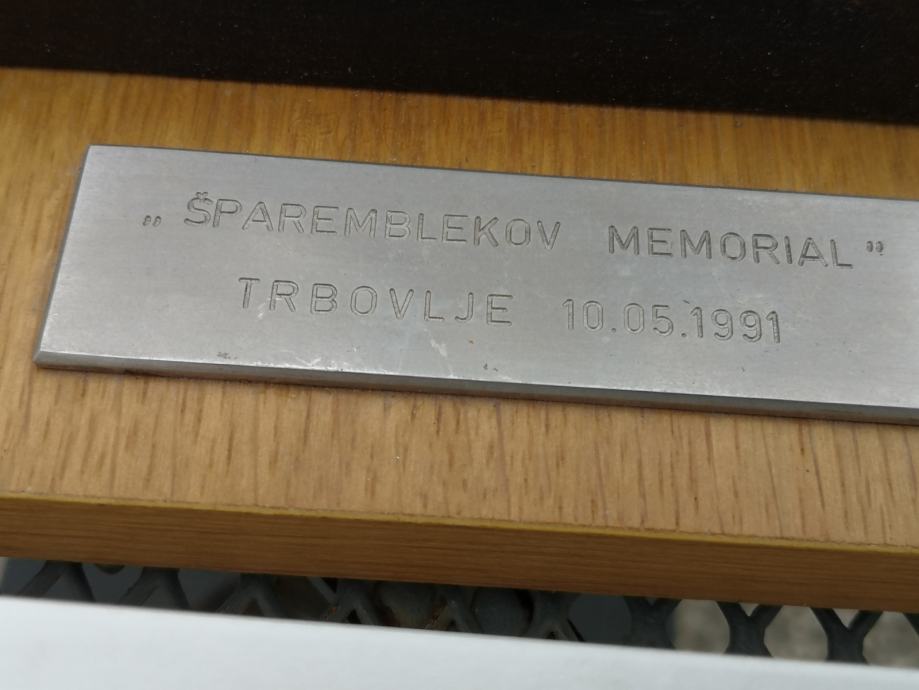 „ŠPAREMBLEKOV MEMORIAL”
TRBOVLJE 10.05.1991